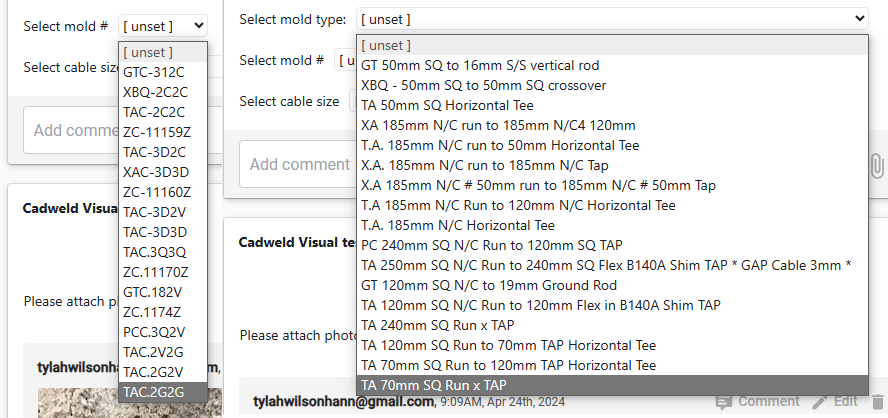 Select mold #
[ unset ]
[ unset ]
GTC-312C
XBQ-2C2C
TAC-2C2C
ZC-11159Z
TAC-3D2C
XAC-3D3D
ZC-11160Z
TAC-3D2V
TAC-3D3D
TAC.3Q3Q
ZC.11170Z
GTC.182V
ZC.1174Z
PCC.3Q2V
TAC.2V2G
TAC.2G2V
TAC.2G2G
Select cable siz
Add comme
Cadweld Visua
Please attach p
tylahwilsonhan
Select mold type:
[ unset ]
[ unset ]
GT 50mm SQ to 16mm S/S vertical rod
XBQ - 50mm SQ to 50mm SQ crossover
TA 50mm SQ Horizontal Tee
XA 185mm N/C run to 185mm N/C4 120mm
T.A. 185mm N/C run to 50mm Horizontal Tee
X.A. 185mm N/C run to 185mm N/C Tap
X.A 185mm N/C # 50mm run to 185mm N/C # 50mm Tap
T.A 185mm N/C Run to 120mm N/C Horizontal Tee
T.A. 185mm N/C Horizontal Tee
PC 240mm SQ N/C Run to 120mm SQ TAP
TA 250mm SQ N/C Run to 240mm SQ Flex B140A Shim TAP * GAP Cable 3mm *
GT 120mm SQ N/C to 19mm Ground Rod
TA 120mm SQ N/C Run to 120mm Flex in B140A Shim TAP
TA 240mm SQ Run x TAP
TA 120mm SQ Run to 70mm TAP Horizontal Tee
TA 70mm SQ Run to 120mm TAP Horizontal Tee
TA 70mm SQ Run x TAP
Select mold #
[ u
Select cable size
Add comment
Cadweld Visual te
Please attach phot
tylahwilsonhann@gmail.com, 9:09AM, Apr 24th, 2024
Comment
Edit